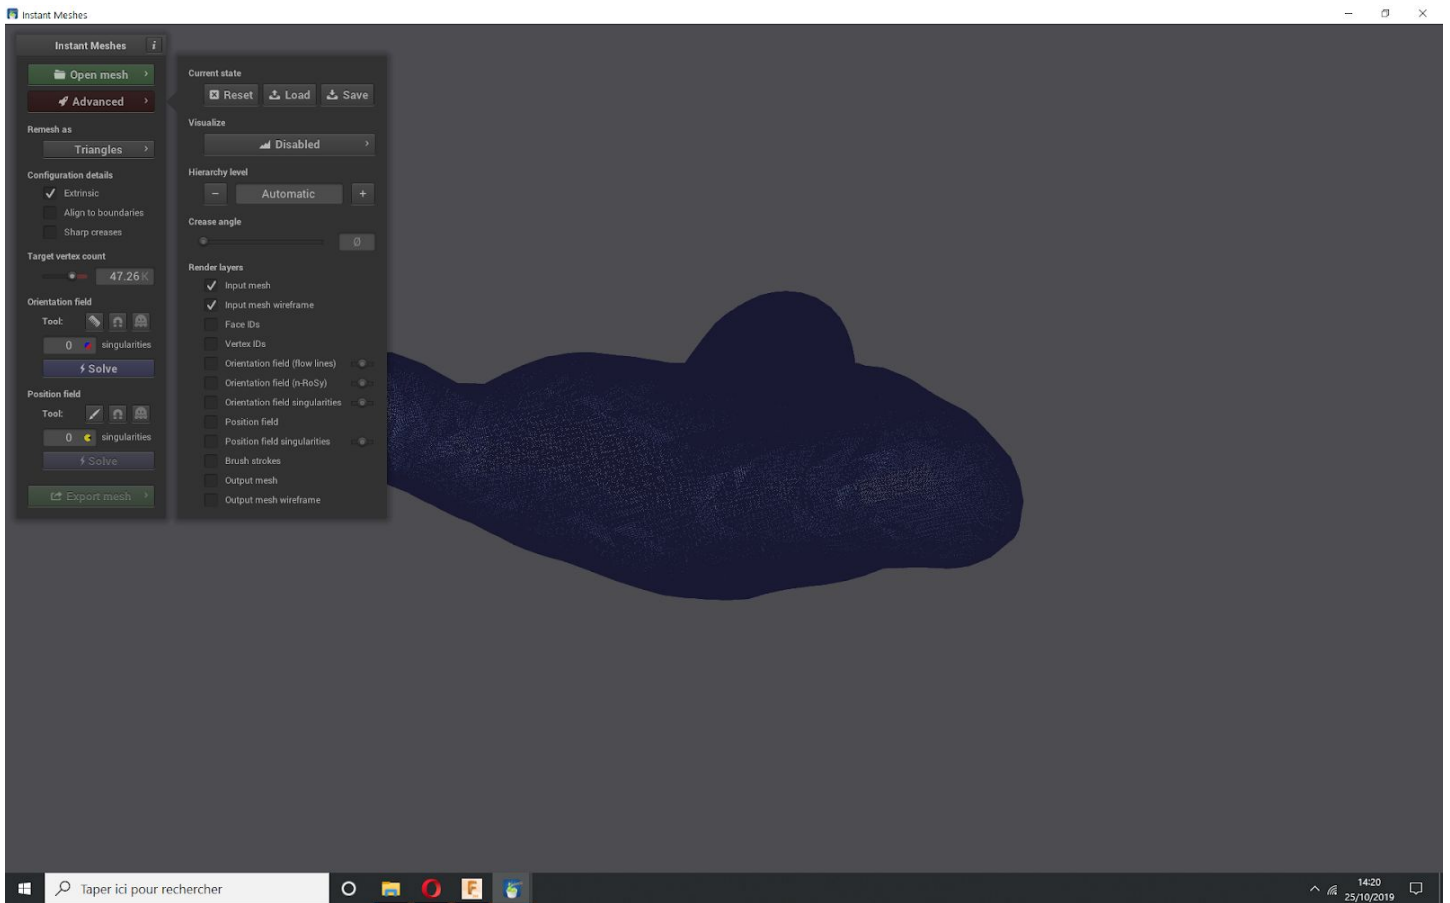 Instant Meshes
Instant Meshes i
Open mesh
Advanced
Remesh as
Triangles
Configuration details
Extrinsic
Align to boundaries
Sharp creases
Target vertex count
47.26 K
Orientation field
Tool:
0 singularities
Solve
Position field
Tool:
0 singularities
Solve
Export mesh
Current state
Reset Load Save
Visualize
Disabled
Hierarchy level
− Automatic +
Crease angle
Ø
Render layers
Input mesh
Input mesh wireframe
Face IDs
Vertex IDs
Orientation field (flow lines)
Orientation field (n-RoSy)
Orientation field singularities
Position field
Position field singularities
Brush strokes
Output mesh
Output mesh wireframe
Taper ici pour rechercher
F
14:20
25/10/2019